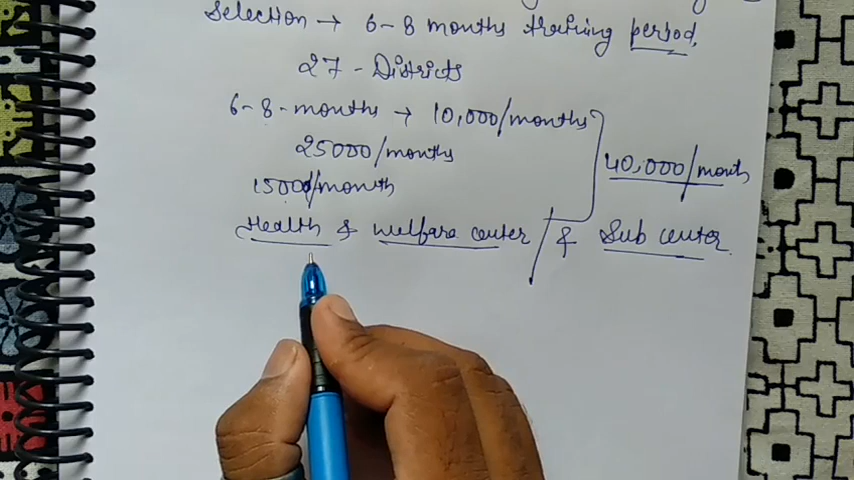 Selection → 6-8 months training period,
27 - Districts
6-8-months → 10,000/months
25000/months
15000/month
40,000/month
Health & welfare center / & Sub center.